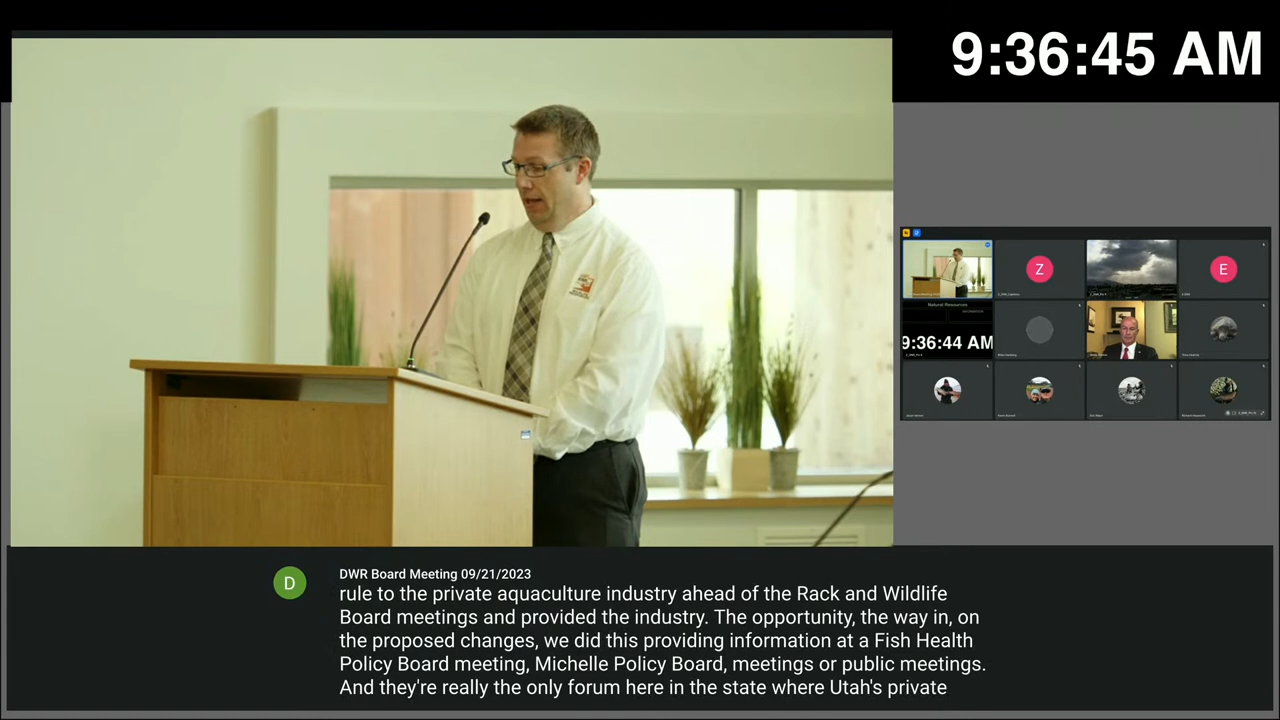 9:36:45 AM
Z
E
Natural Resources
9:36:44 AM
D
DWR Board Meeting 09/21/2023
rule to the private aquaculture industry ahead of the Rack and Wildlife
Board meetings and provided the industry. The opportunity, the way in, on
the proposed changes, we did this providing information at a Fish Health
Policy Board meeting, Michelle Policy Board, meetings or public meetings.
And they're really the only forum here in the state where Utah's private